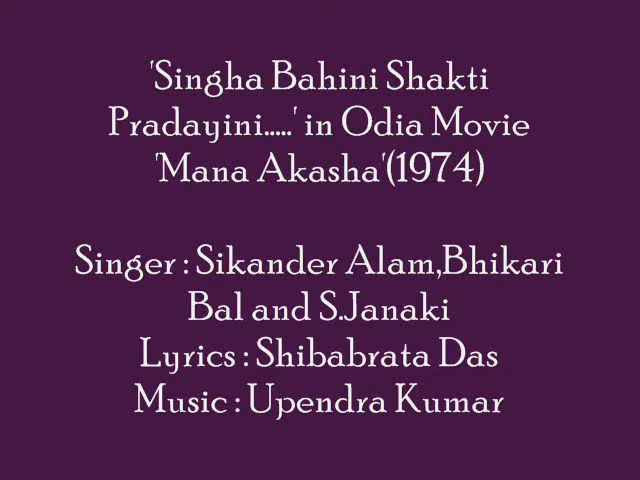 'Singha Bahini Shakti
Pradayini.....' in Odia Movie
'Mana Akasha'(1974)
Singer : Sikander Alam,Bhikari
Bal and S.Janaki
Lyrics : Shibabrata Das
Music : Upendra Kumar